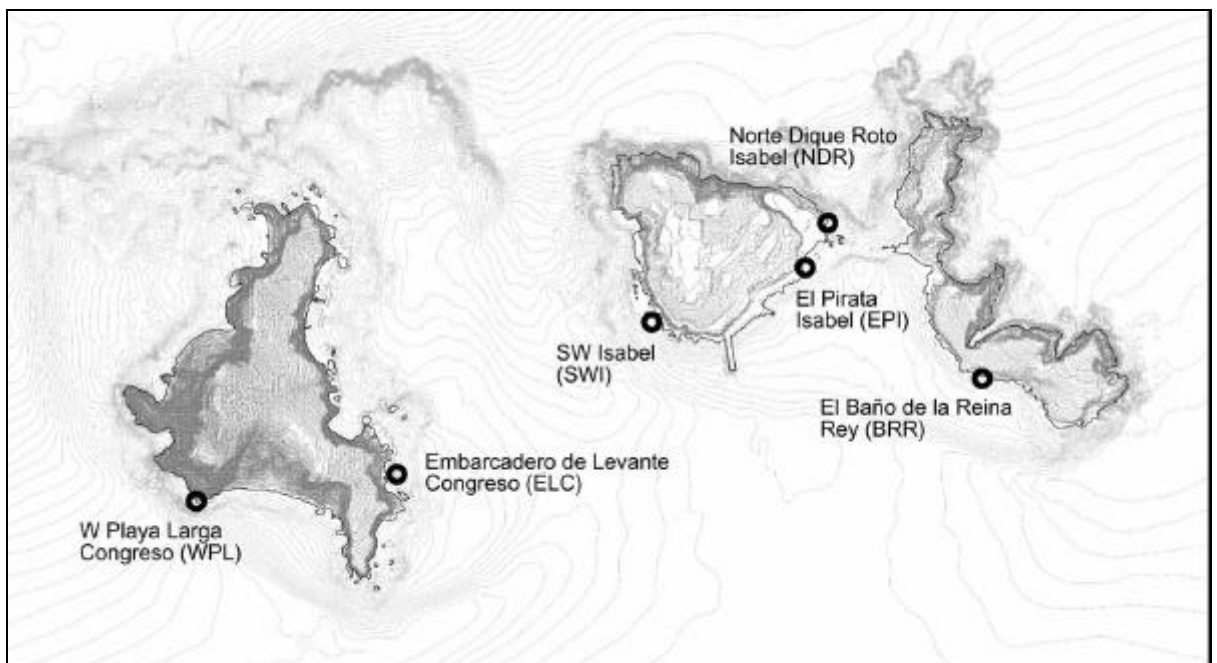 Norte Dique Roto
Isabel (NDR)
El Pirata
Isabel (EPI)
SW Isabel
(SWI)
El Baño de la Reina
Rey (BRR)
Embarcadero de Levante
Congreso (ELC)
W Playa Larga
Congreso (WPL)